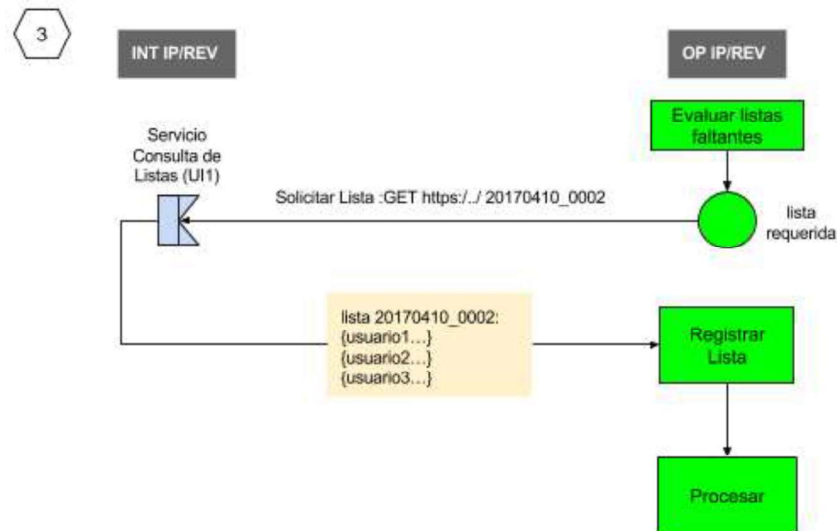 3
INT IP/REV
OP IP/REV
Evaluar listas
faltantes
Servicio
Consulta de
Listas (UI1)
Solicitar Lista :GET https:/../ 20170410_0002
lista
requerida
lista 20170410_0002:
{usuario1...}
{usuario2...}
{usuario3...}
Registrar
Lista
Procesar